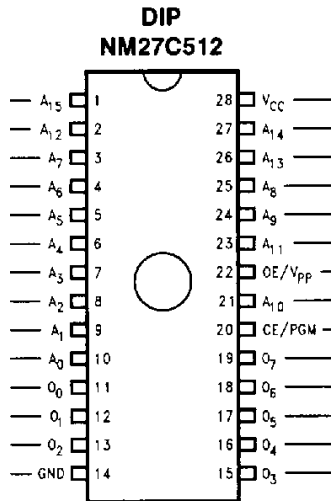 DIP
NM27C512
A15 1 28 VCC
A12 2 27 A14
A7 3 26 A13
A6 4 25 A8
A5 5 24 A9
A4 6 23 A11
A3 7 22 OE/VPP
A2 8 21 A10
A1 9 20 CE/PGM
A0 10 19 O7
O0 11 18 O6
O1 12 17 O5
O2 13 16 O4
GND 14 15 O3